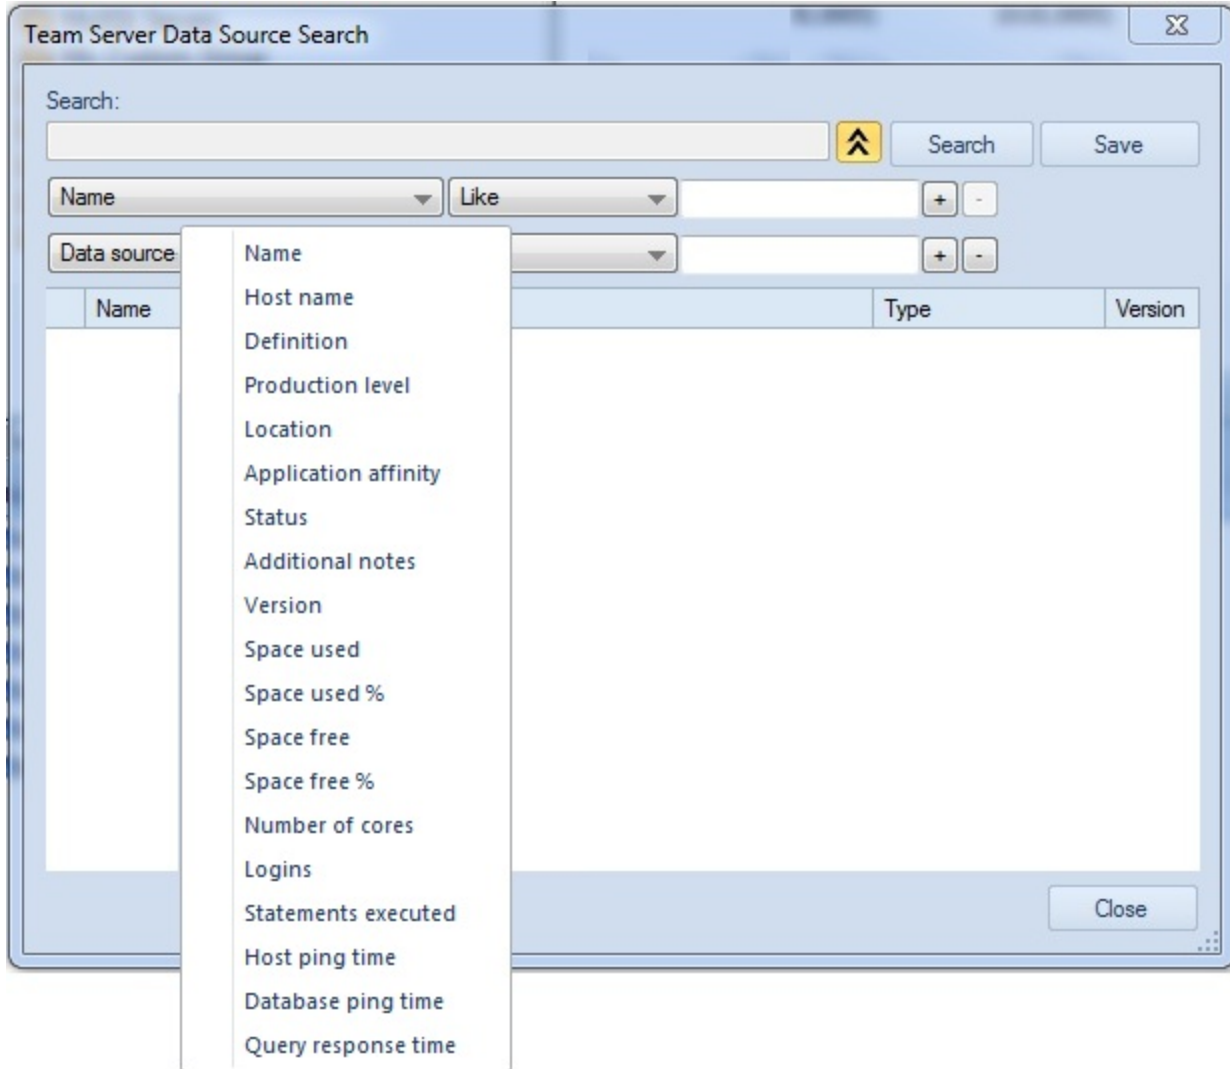 Team Server Data Source Search
Search:
Search Save
Name Like + -
Data source + -
Name Type Version
Name
Host name
Definition
Production level
Location
Application affinity
Status
Additional notes
Version
Space used
Space used %
Space free
Space free %
Number of cores
Logins
Statements executed
Host ping time
Database ping time
Query response time
Close